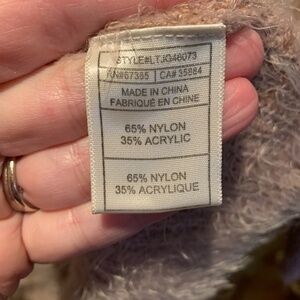 STYLE#LTJG46073
RN#67385 CA# 35884
MADE IN CHINA
FABRIQUÉ EN CHINE
65% NYLON
35% ACRYLIC
65% NYLON
35% ACRYLIQUE